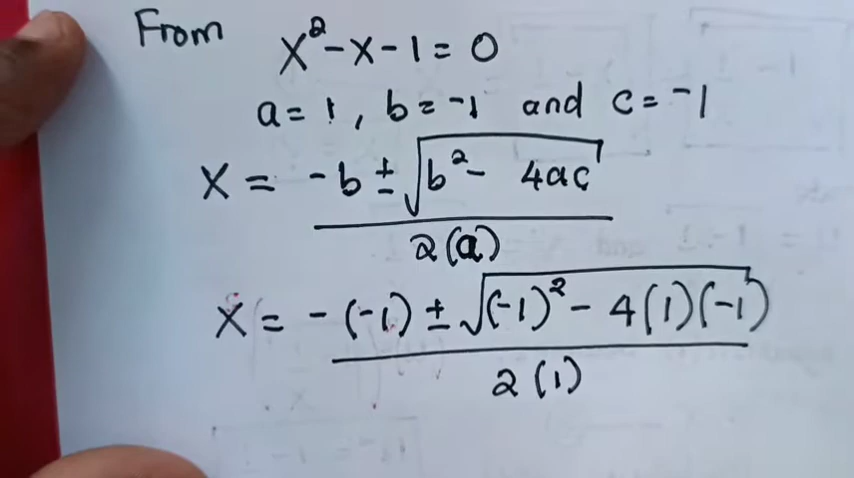 From
x² - x - 1 = 0
a = 1, b = -1 and c = -1
x = (-b ± √(b² - 4ac)) / 2(a)
x = (-(-1) ± √((-1)² - 4(1)(-1))) / 2(1)